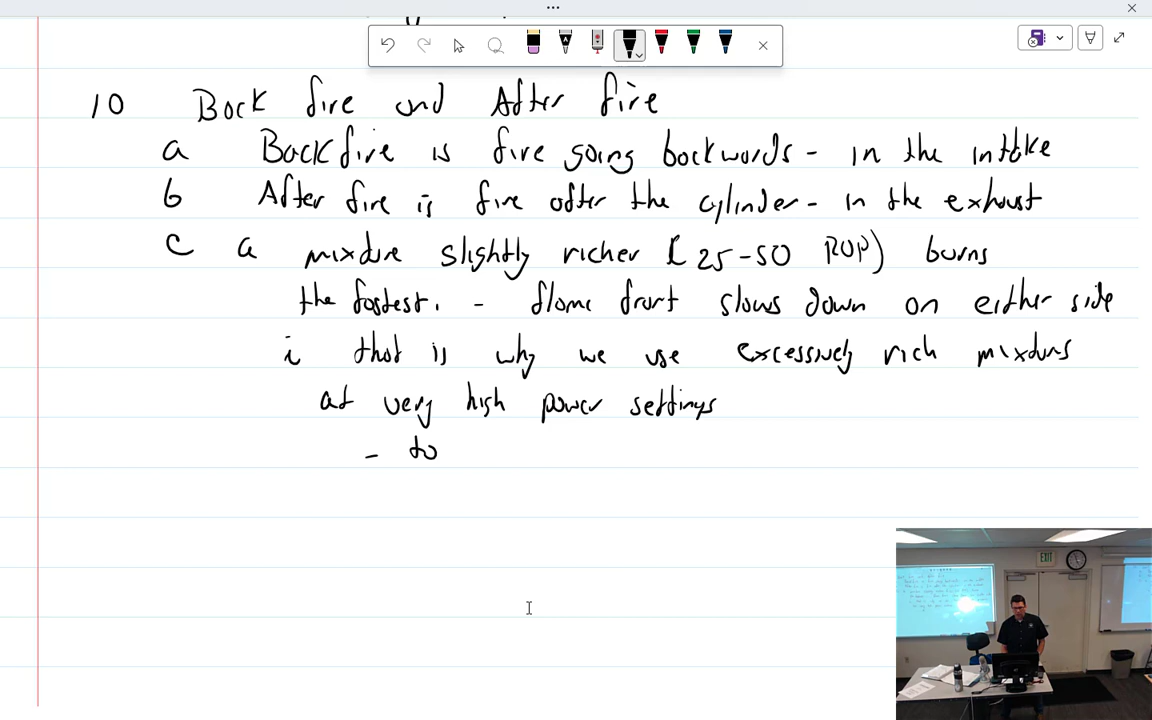 10 Back fire and After fire
a Backfire is fire going backwards - in the intake
b After fire is fire after the cylinder - in the exhaust
c a mixture slightly richer (25-50 ROP) burns
the fastest. - flame front slows down on either side
i that is why we use excessively rich mixtures
at very high power settings
- to
EXIT